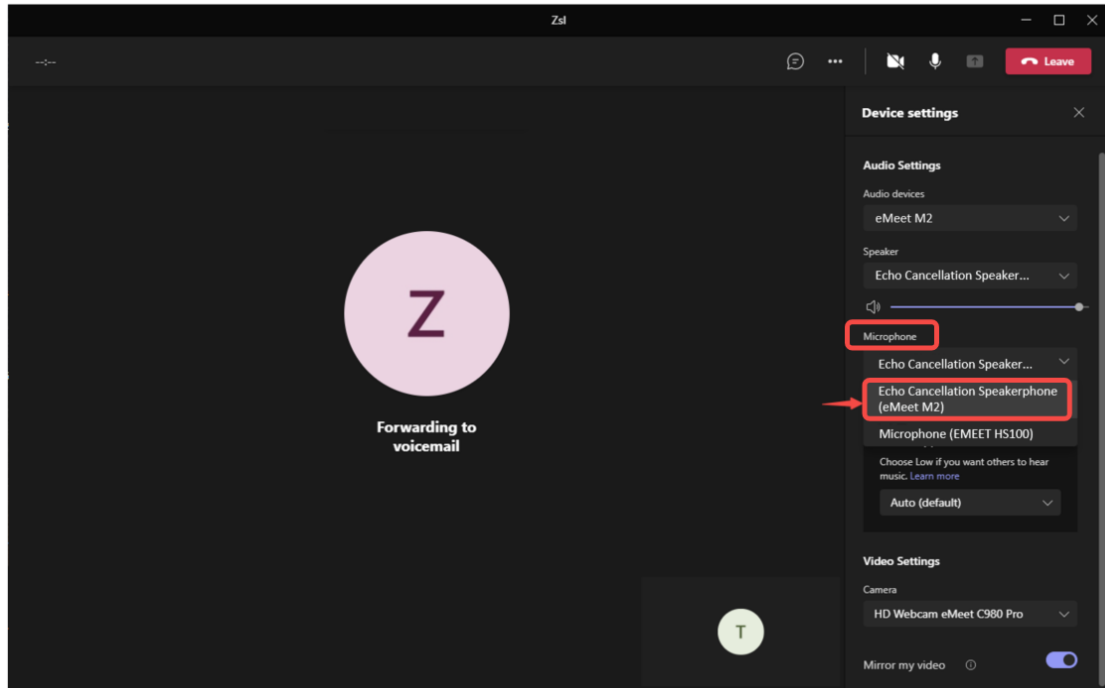 Zsl
--:--
Leave
Device settings
Audio Settings
Audio devices
eMeet M2
Speaker
Echo Cancellation Speaker...
Microphone
Echo Cancellation Speaker...
Echo Cancellation Speakerphone
(eMeet M2)
Microphone (EMEET HS100)
Choose Low if you want others to hear
music. Learn more
Auto (default)
Z
Forwarding to
voicemail
T
Video Settings
Camera
HD Webcam eMeet C980 Pro
Mirror my video